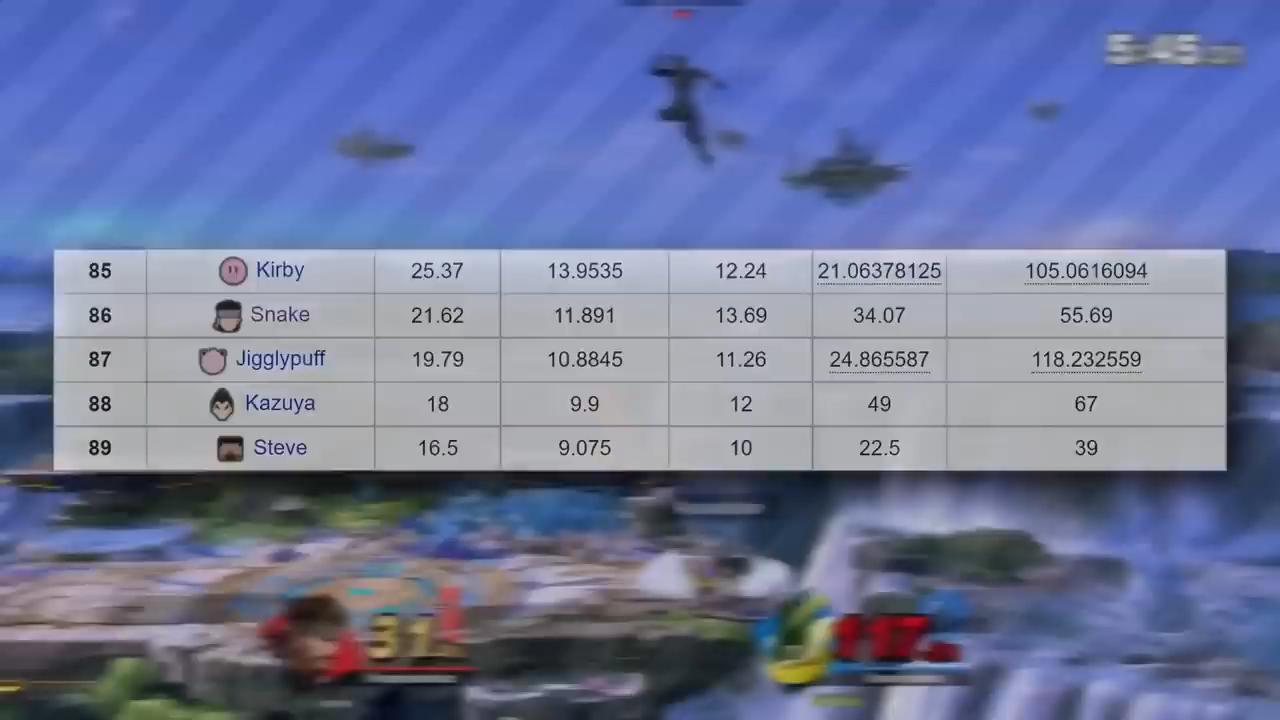 85 Kirby 25.37 13.9535 12.24 21.06378125 105.0616094
86 Snake 21.62 11.891 13.69 34.07 55.69
87 Jigglypuff 19.79 10.8845 11.26 24.865587 118.232559
88 Kazuya 18 9.9 12 49 67
89 Steve 16.5 9.075 10 22.5 39